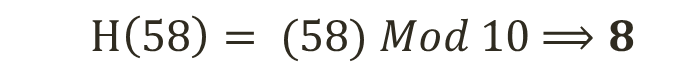 H(58) = (58) Mod 10 ⟹ 8